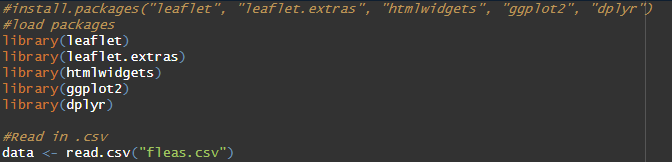 #install.packages("leaflet", "leaflet.extras", "htmlwidgets", "ggplot2", "dplyr")
#load packages
library(leaflet)
library(leaflet.extras)
library(htmlwidgets)
library(ggplot2)
library(dplyr)
#Read in .csv
data <- read.csv("fleas.csv")